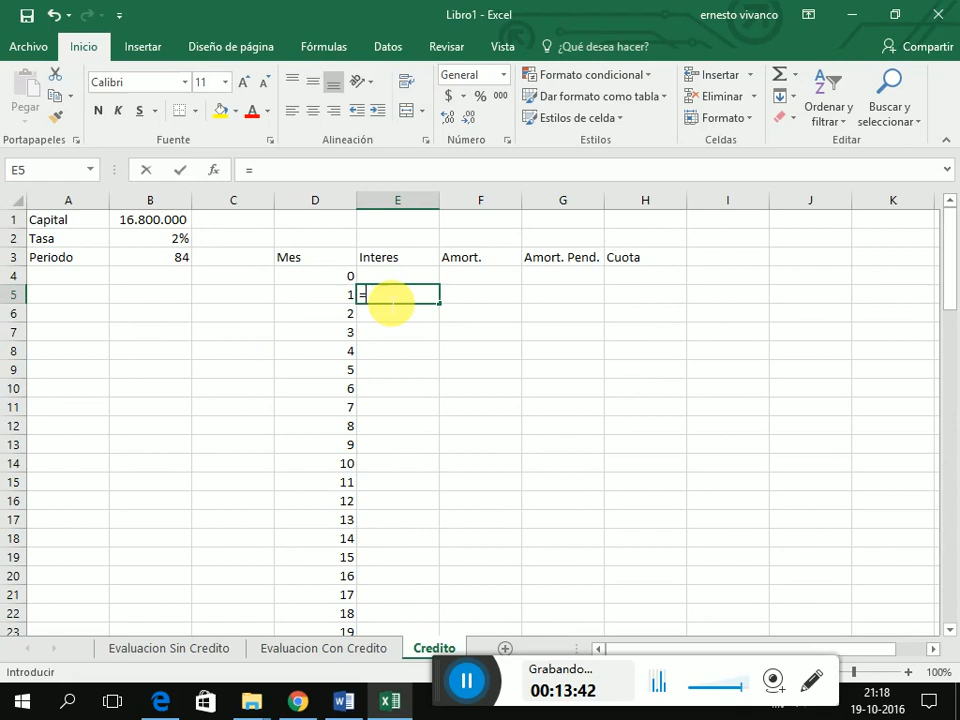 Libro1 - Excel
ernesto vivanco
Archivo Inicio Insertar Diseño de página Fórmulas Datos Revisar Vista ¿Qué desea hacer? Compartir
Pegar
Calibri 11
N K S
General
$ % 000
Formato condicional
Dar formato como tabla
Estilos de celda
Insertar
Eliminar
Formato
Ordenar y filtrar
Buscar y seleccionar
Portapapeles Fuente Alineación Número Estilos Celdas Editar
E5 fx =
A B C D E F G H I J K
1 Capital 16.800.000
2 Tasa 2%
3 Periodo 84 Mes Interes Amort. Amort. Pend. Cuota
4 0
5 1 =
6 2
7 3
8 4
9 5
10 6
11 7
12 8
13 9
14 10
15 11
16 12
17 13
18 14
19 15
20 16
21 17
22 18
23 19
Evaluacion Sin Credito Evaluacion Con Credito Credito
Introducir 100%
Grabando...
00:13:42
21:18
19-10-2016